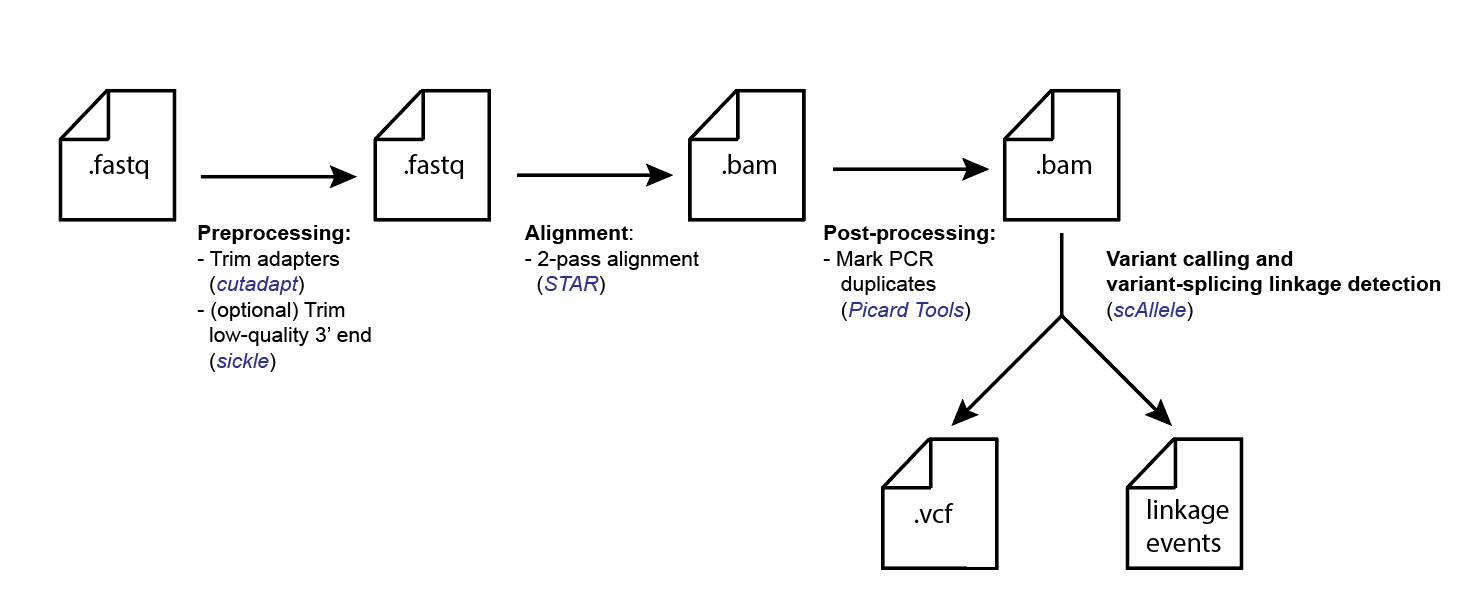 .fastq
.fastq
.bam
.bam
Preprocessing:
- Trim adapters
(cutadapt)
- (optional) Trim
low-quality 3’ end
(sickle)
Alignment:
- 2-pass alignment
(STAR)
Post-processing:
- Mark PCR
duplicates
(Picard Tools)
Variant calling and
variant-splicing linkage detection
(scAllele)
.vcf
linkage
events